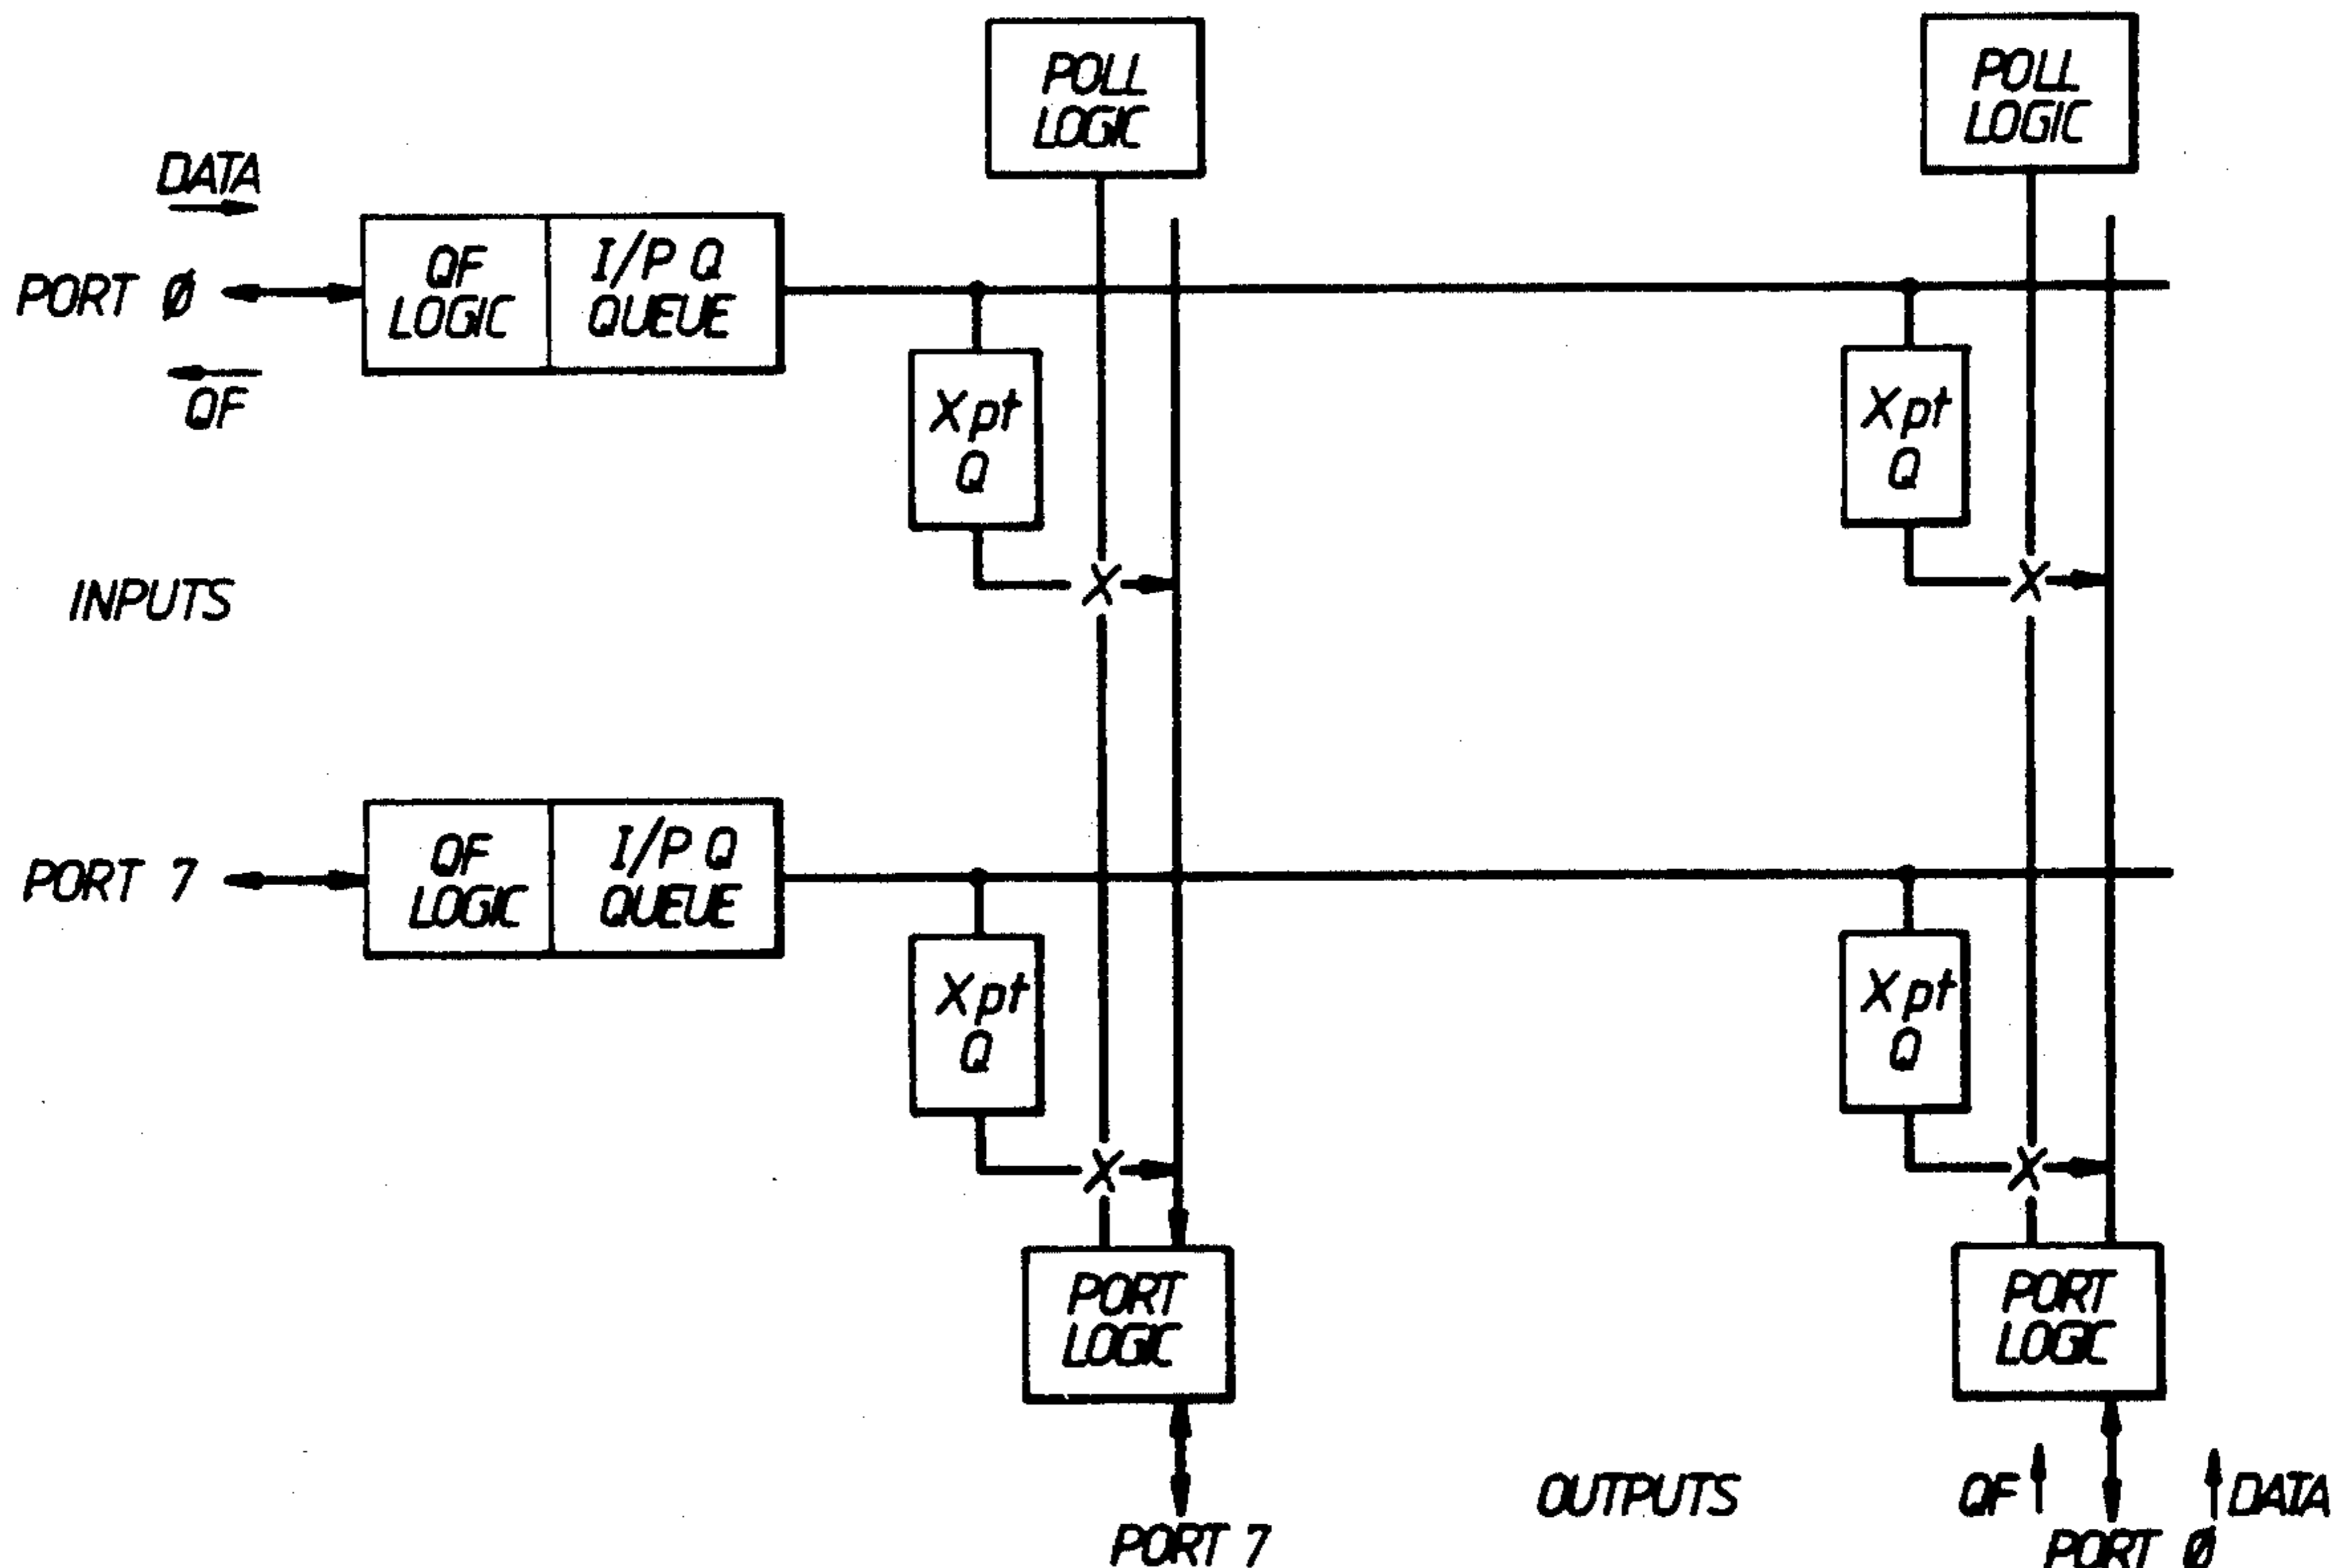 POLL
LOGIC
POLL
LOGIC
DATA
PORT Ø
QF
LOGIC
I/P Q
QUEUE
QF
Xpt
Q
Xpt
Q
INPUTS
PORT 7
QF
LOGIC
I/P Q
QUEUE
Xpt
Q
Xpt
Q
PORT
LOGIC
PORT
LOGIC
OUTPUTS
QF
DATA
PORT 7
PORT Ø